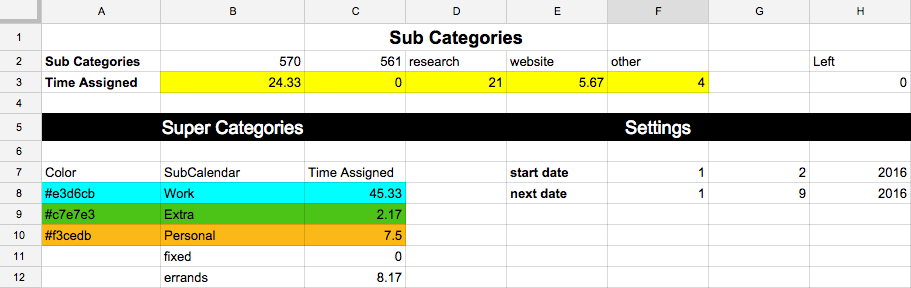 A B C D E F G H
1 Sub Categories
2 Sub Categories 570 561 research website other Left
3 Time Assigned 24.33 0 21 5.67 4 0
4
5 Super Categories Settings
6
7 Color SubCalendar Time Assigned start date 1 2 2016
8 #e3d6cb Work 45.33 next date 1 9 2016
9 #c7e7e3 Extra 2.17
10 #f3cedb Personal 7.5
11 fixed 0
12 errands 8.17